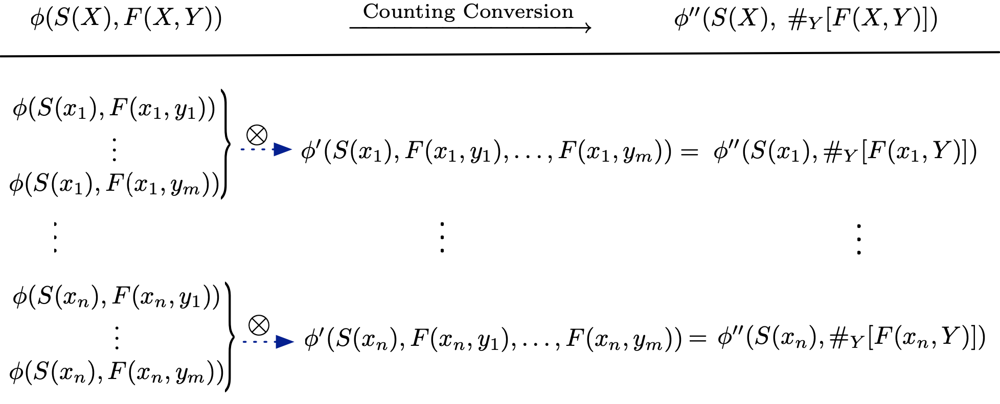 ϕ(S(X), F(X, Y)) Counting Conversion ϕ′′(S(X), #_Y[F(X, Y)])
ϕ(S(x_1), F(x_1, y_1))
⋮
ϕ(S(x_1), F(x_1, y_m))
⊗
ϕ′(S(x_1), F(x_1, y_1), . . . , F(x_1, y_m)) = ϕ′′(S(x_1), #_Y[F(x_1, Y)])
⋮ ⋮ ⋮
ϕ(S(x_n), F(x_n, y_1))
⋮
ϕ(S(x_n), F(x_n, y_m))
⊗
ϕ′(S(x_n), F(x_n, y_1), . . . , F(x_n, y_m)) = ϕ′′(S(x_n), #_Y[F(x_n, Y)])